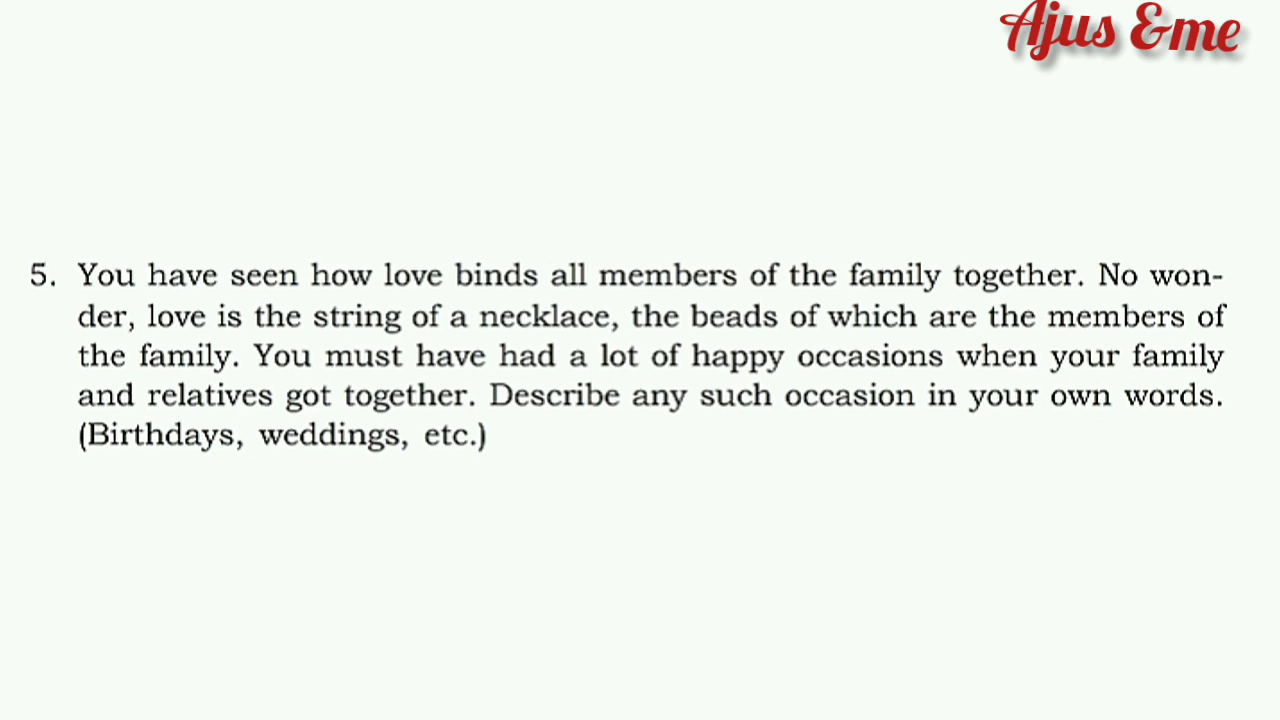 Ajus &me
5. You have seen how love binds all members of the family together. No won-
der, love is the string of a necklace, the beads of which are the members of
the family. You must have had a lot of happy occasions when your family
and relatives got together. Describe any such occasion in your own words.
(Birthdays, weddings, etc.)